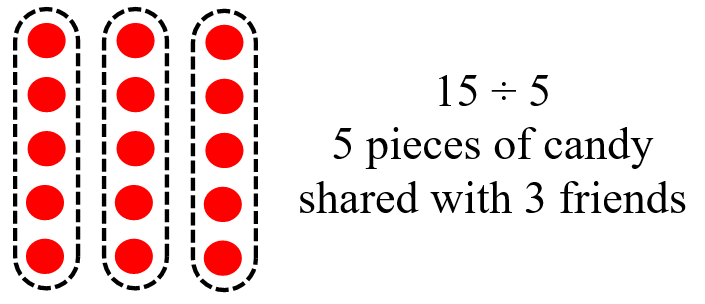 15 ÷ 5
5 pieces of candy
shared with 3 friends